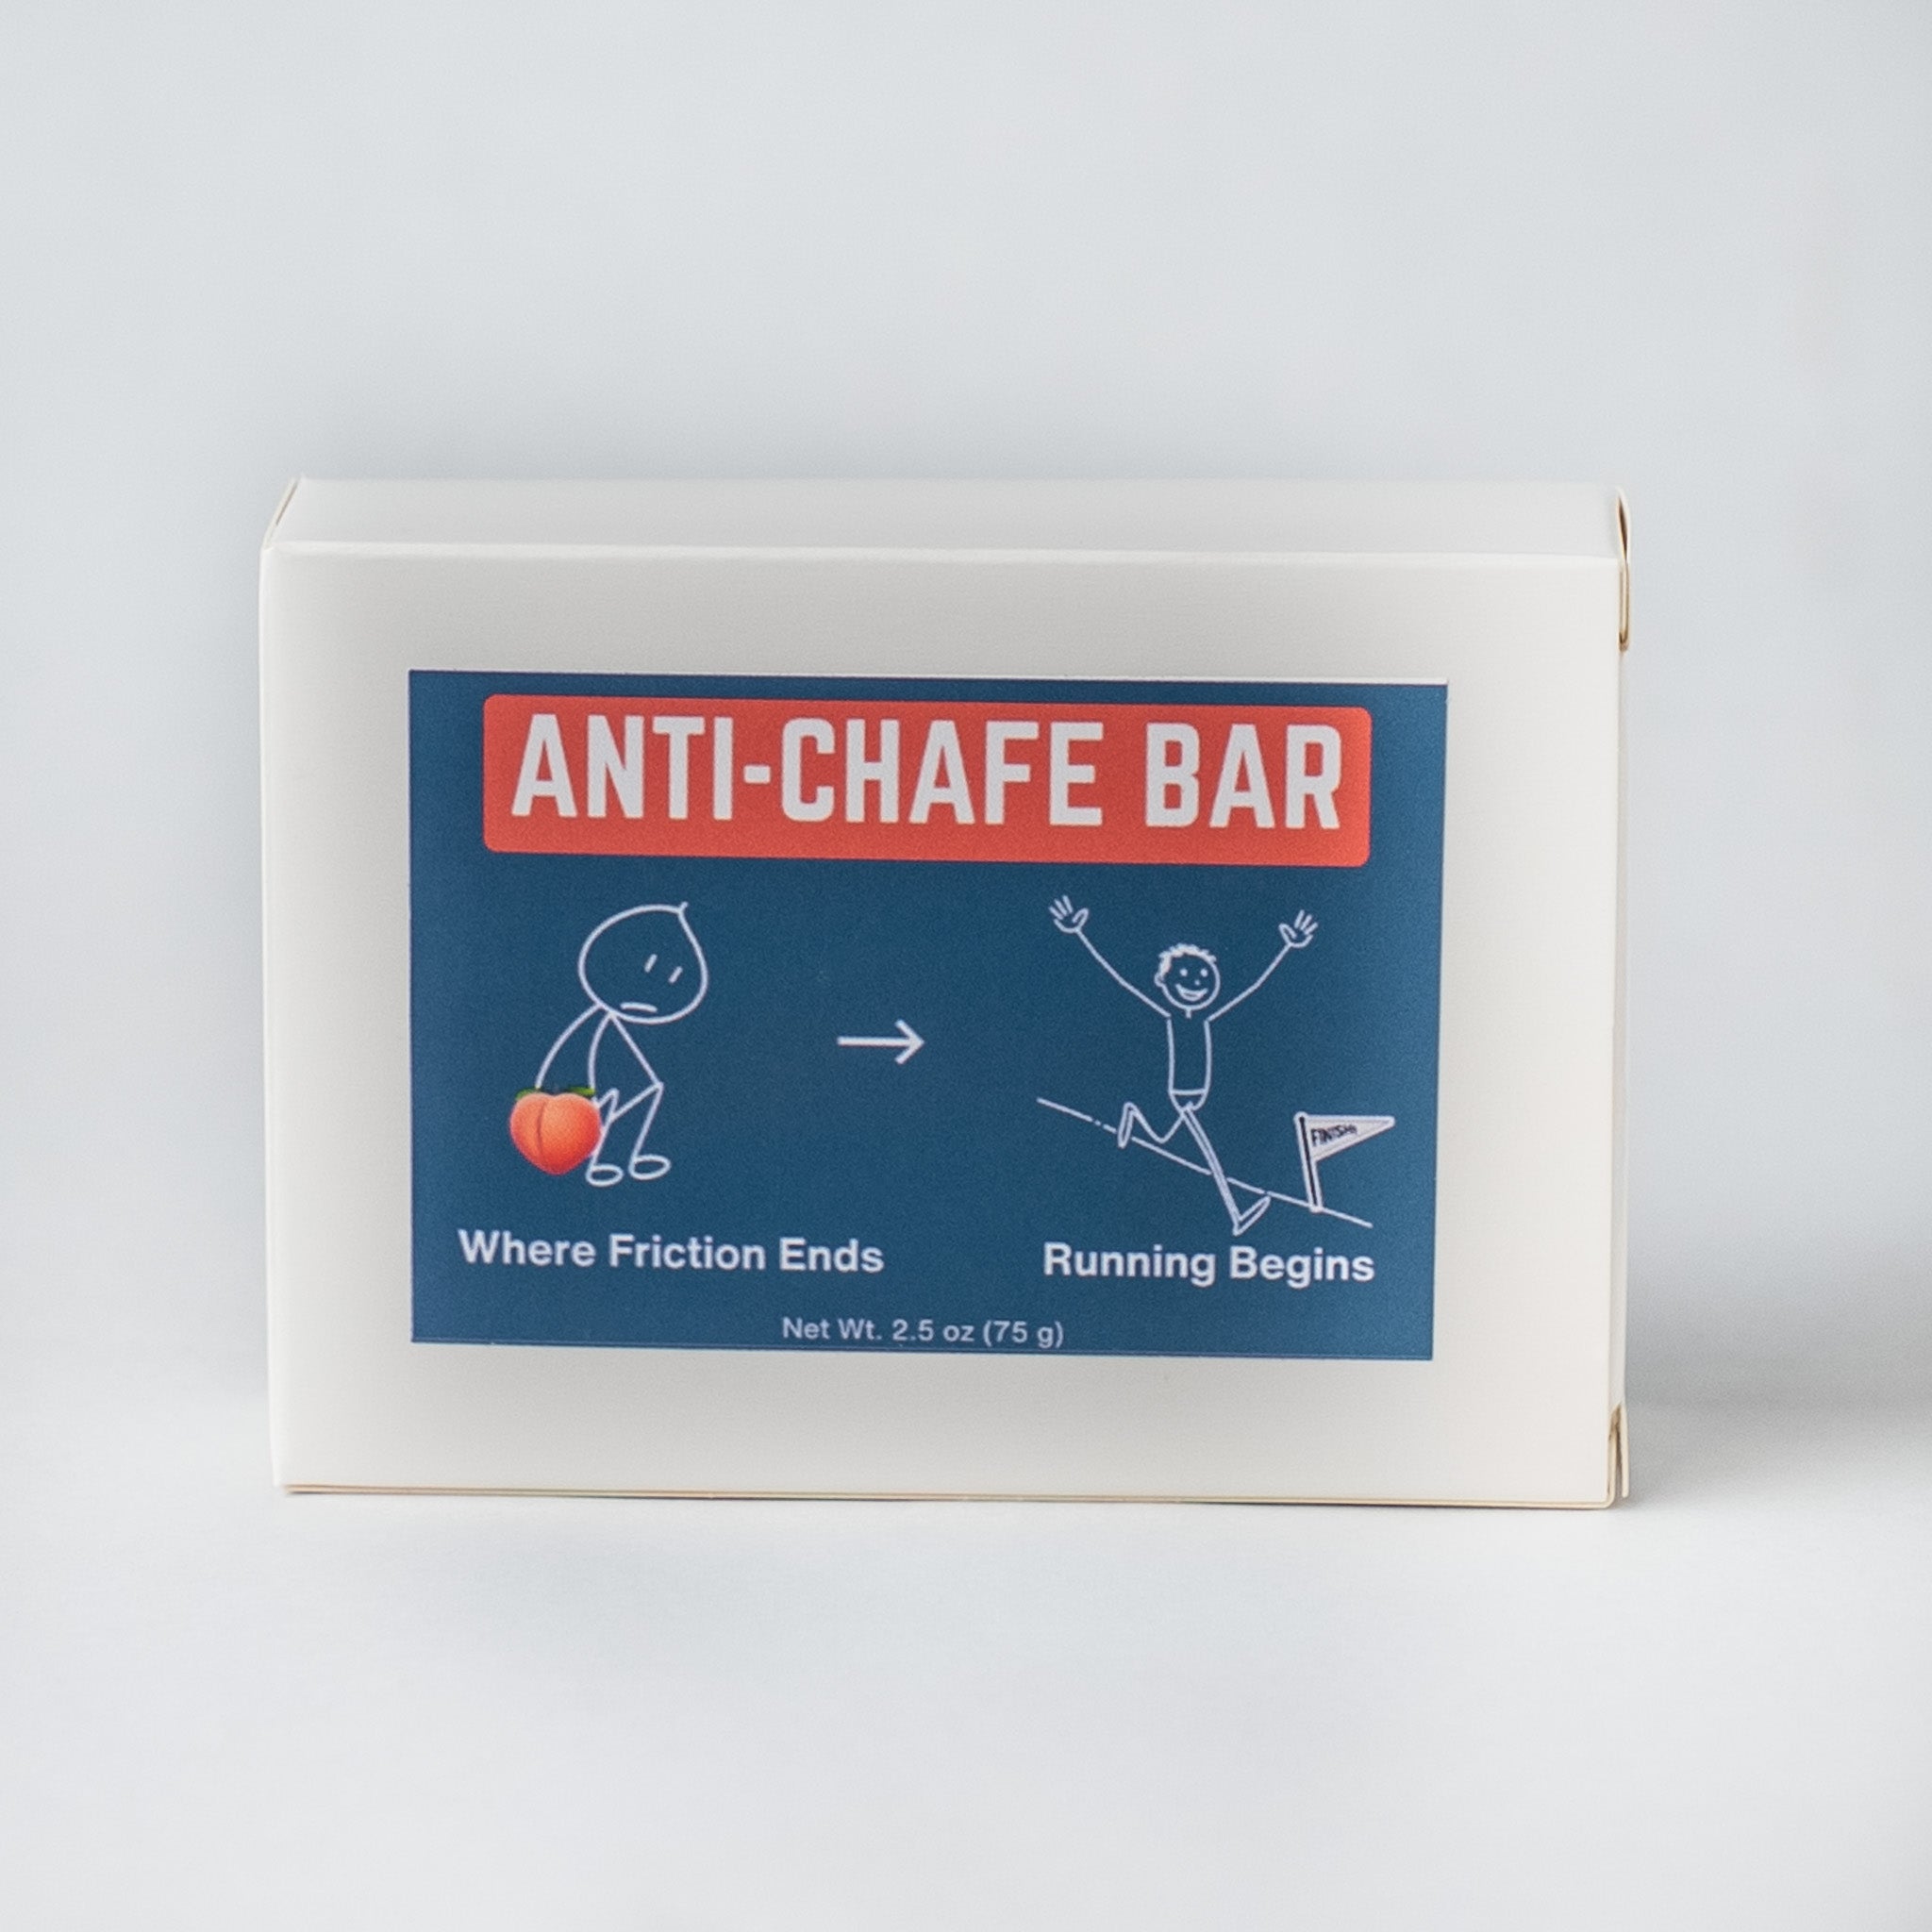 ANTI-CHAFE BAR
FINISH
Where Friction Ends
Running Begins
Net Wt. 2.5 oz (75 g)